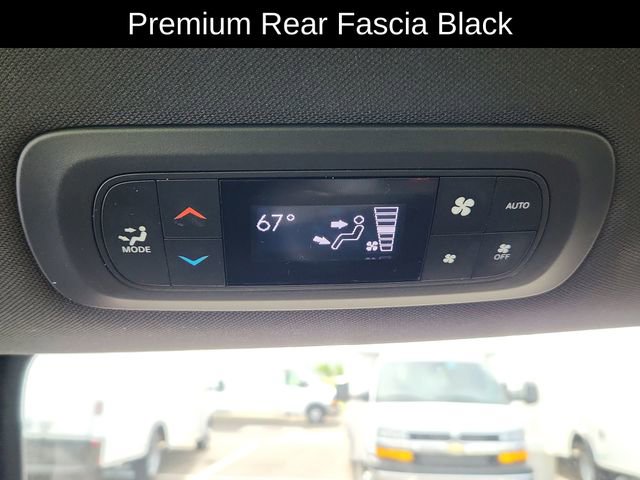 Premium Rear Fascia Black
MODE
67°
AUTO
OFF